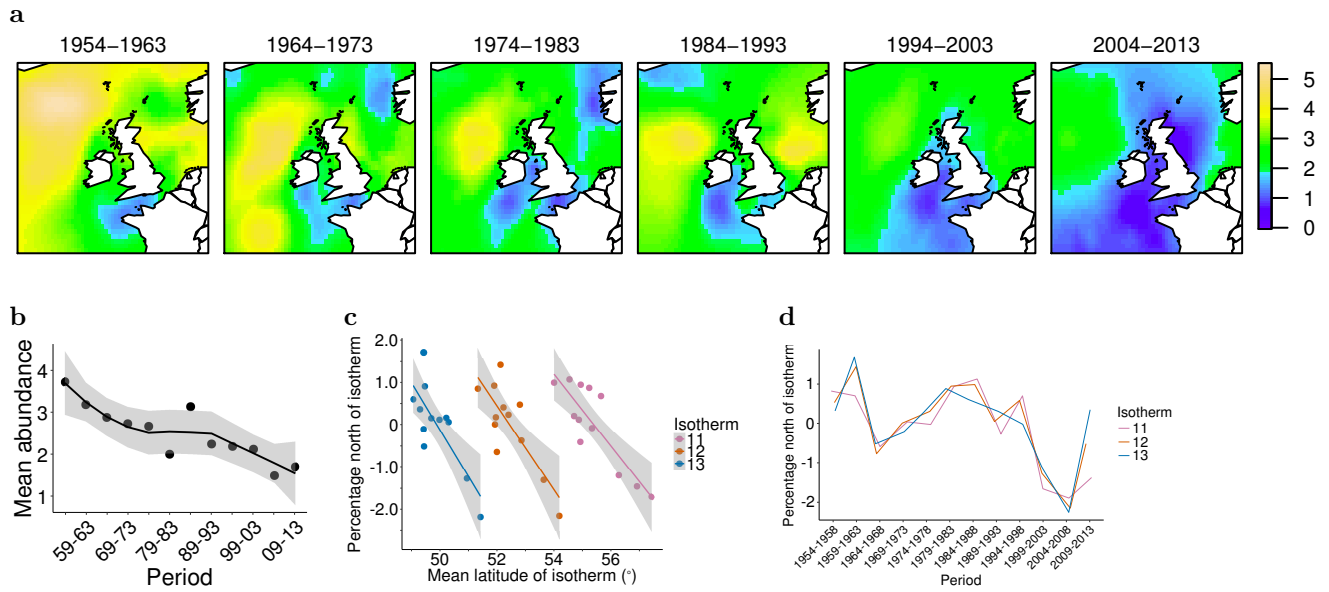 a
1954–1963 1964–1973 1974–1983 1984–1993 1994–2003 2004–2013
5
4
3
2
1
0
b
Mean abundance
4
3
2
1
59-63 69-73 79-83 89-93 99-03 09-13
Period
c
Percentage north of isotherm
2.0
1.0
0
-1.0
-2.0
50 52 54 56
Mean latitude of isotherm (°)
Isotherm
11
12
13
d
Percentage north of isotherm
1
0
-1
-2
1954-1958 1959-1963 1964-1968 1969-1973 1974-1978 1979-1983 1984-1988 1989-1993 1994-1998 1999-2003 2004-2008 2009-2013
Period
Isotherm
11
12
13